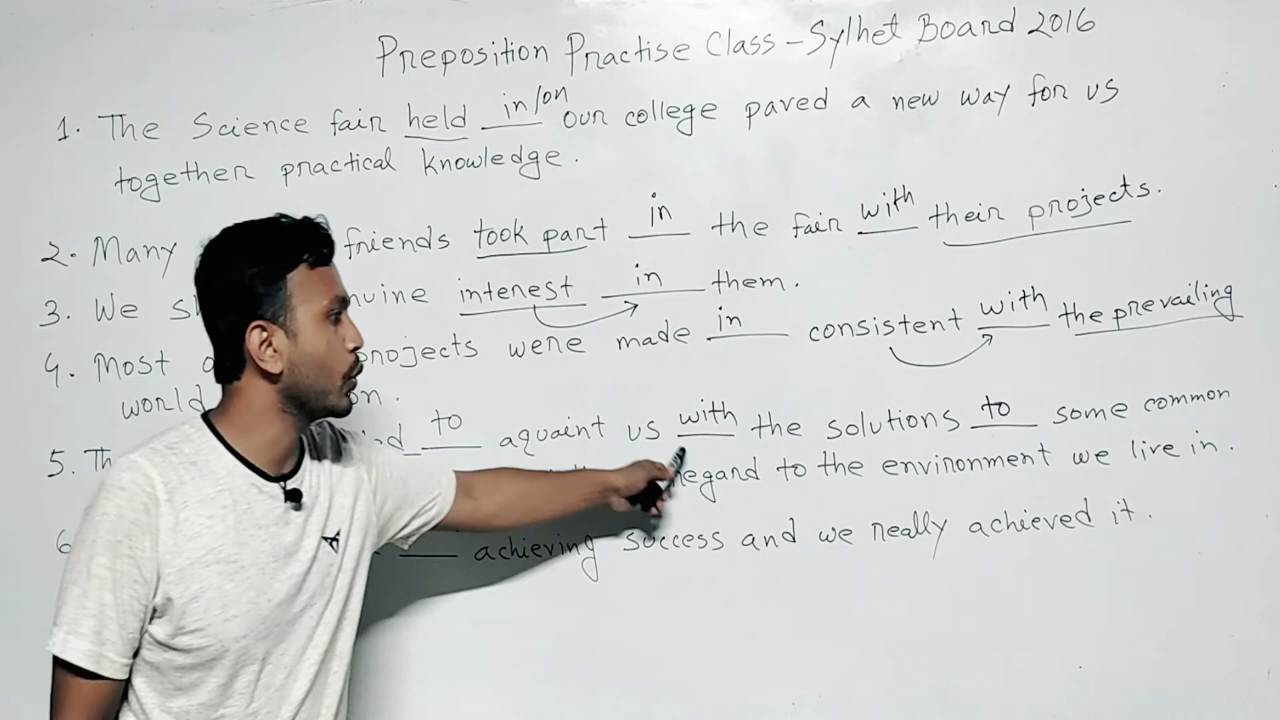 Preposition Practise Class - Sylhet Board 2016
1. The Science fair held in/on our college paved a new way for us
together practical knowledge.
2. Many friends took part in the fair with their projects.
3. We interest in them.
4. Most projects were made in consistent with the prevailing
world
5. to aquaint us with the solutions to some common
regard to the environment we live in.
6 achieving success and we really achieved it.